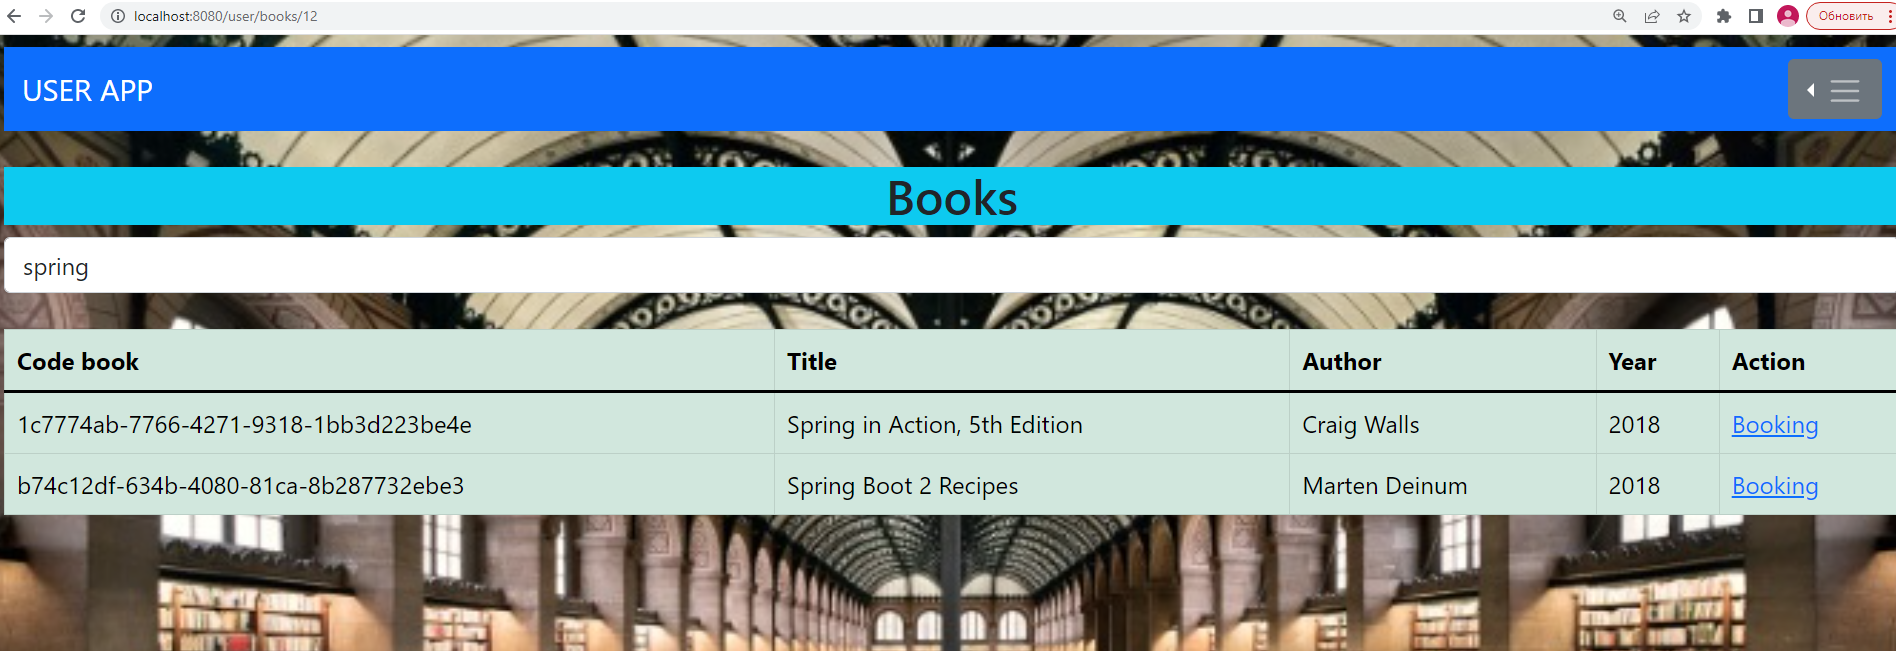 localhost:8080/user/books/12
Обновить
USER APP
Books
spring
Code book Title Author Year Action
1c7774ab-7766-4271-9318-1bb3d223be4e Spring in Action, 5th Edition Craig Walls 2018 Booking
b74c12df-634b-4080-81ca-8b287732ebe3 Spring Boot 2 Recipes Marten Deinum 2018 Booking